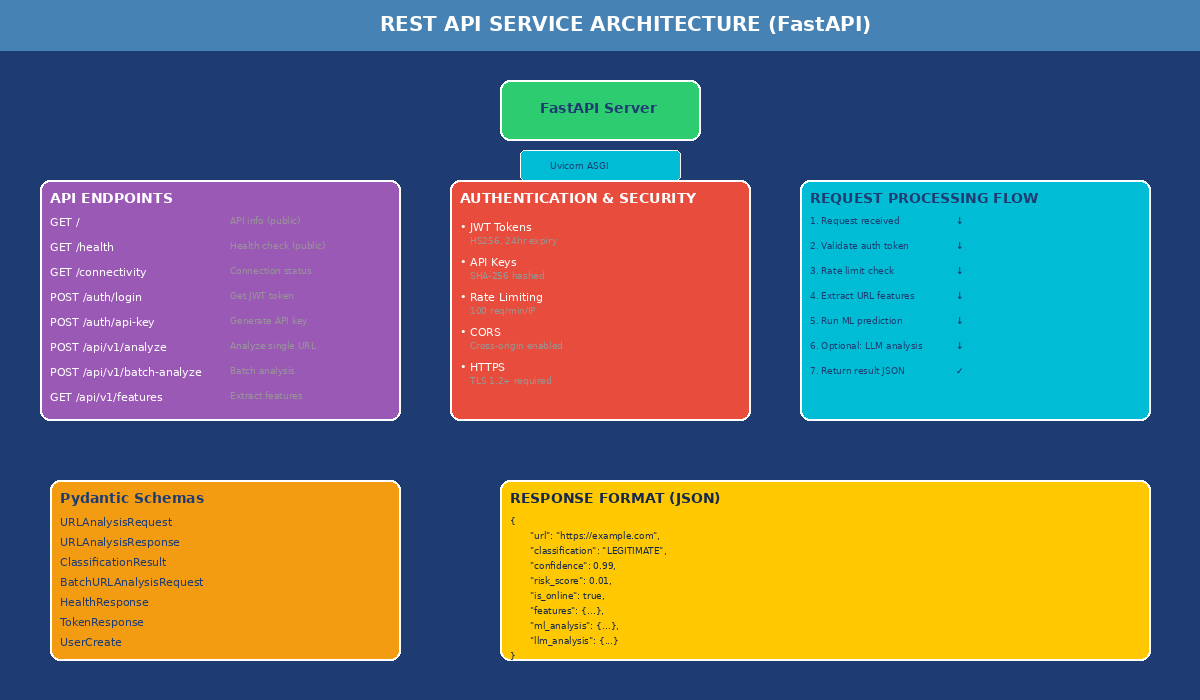 REST API SERVICE ARCHITECTURE (FastAPI)
FastAPI Server
Uvicorn ASGI
API ENDPOINTS
GET / API info (public)
GET /health Health check (public)
GET /connectivity Connection status
POST /auth/login Get JWT token
POST /auth/api-key Generate API key
POST /api/v1/analyze Analyze single URL
POST /api/v1/batch-analyze Batch analysis
GET /api/v1/features Extract features
AUTHENTICATION & SECURITY
• JWT Tokens
HS256, 24hr expiry
• API Keys
SHA-256 hashed
• Rate Limiting
100 req/min/IP
• CORS
Cross-origin enabled
• HTTPS
TLS 1.2+ required
REQUEST PROCESSING FLOW
1. Request received ↓
2. Validate auth token ↓
3. Rate limit check ↓
4. Extract URL features ↓
5. Run ML prediction ↓
6. Optional: LLM analysis ↓
7. Return result JSON ✓
Pydantic Schemas
URLAnalysisRequest
URLAnalysisResponse
ClassificationResult
BatchURLAnalysisRequest
HealthResponse
TokenResponse
UserCreate
RESPONSE FORMAT (JSON)
{
"url": "https://example.com",
"classification": "LEGITIMATE",
"confidence": 0.99,
"risk_score": 0.01,
"is_online": true,
"features": {...},
"ml_analysis": {...},
"llm_analysis": {...}
}